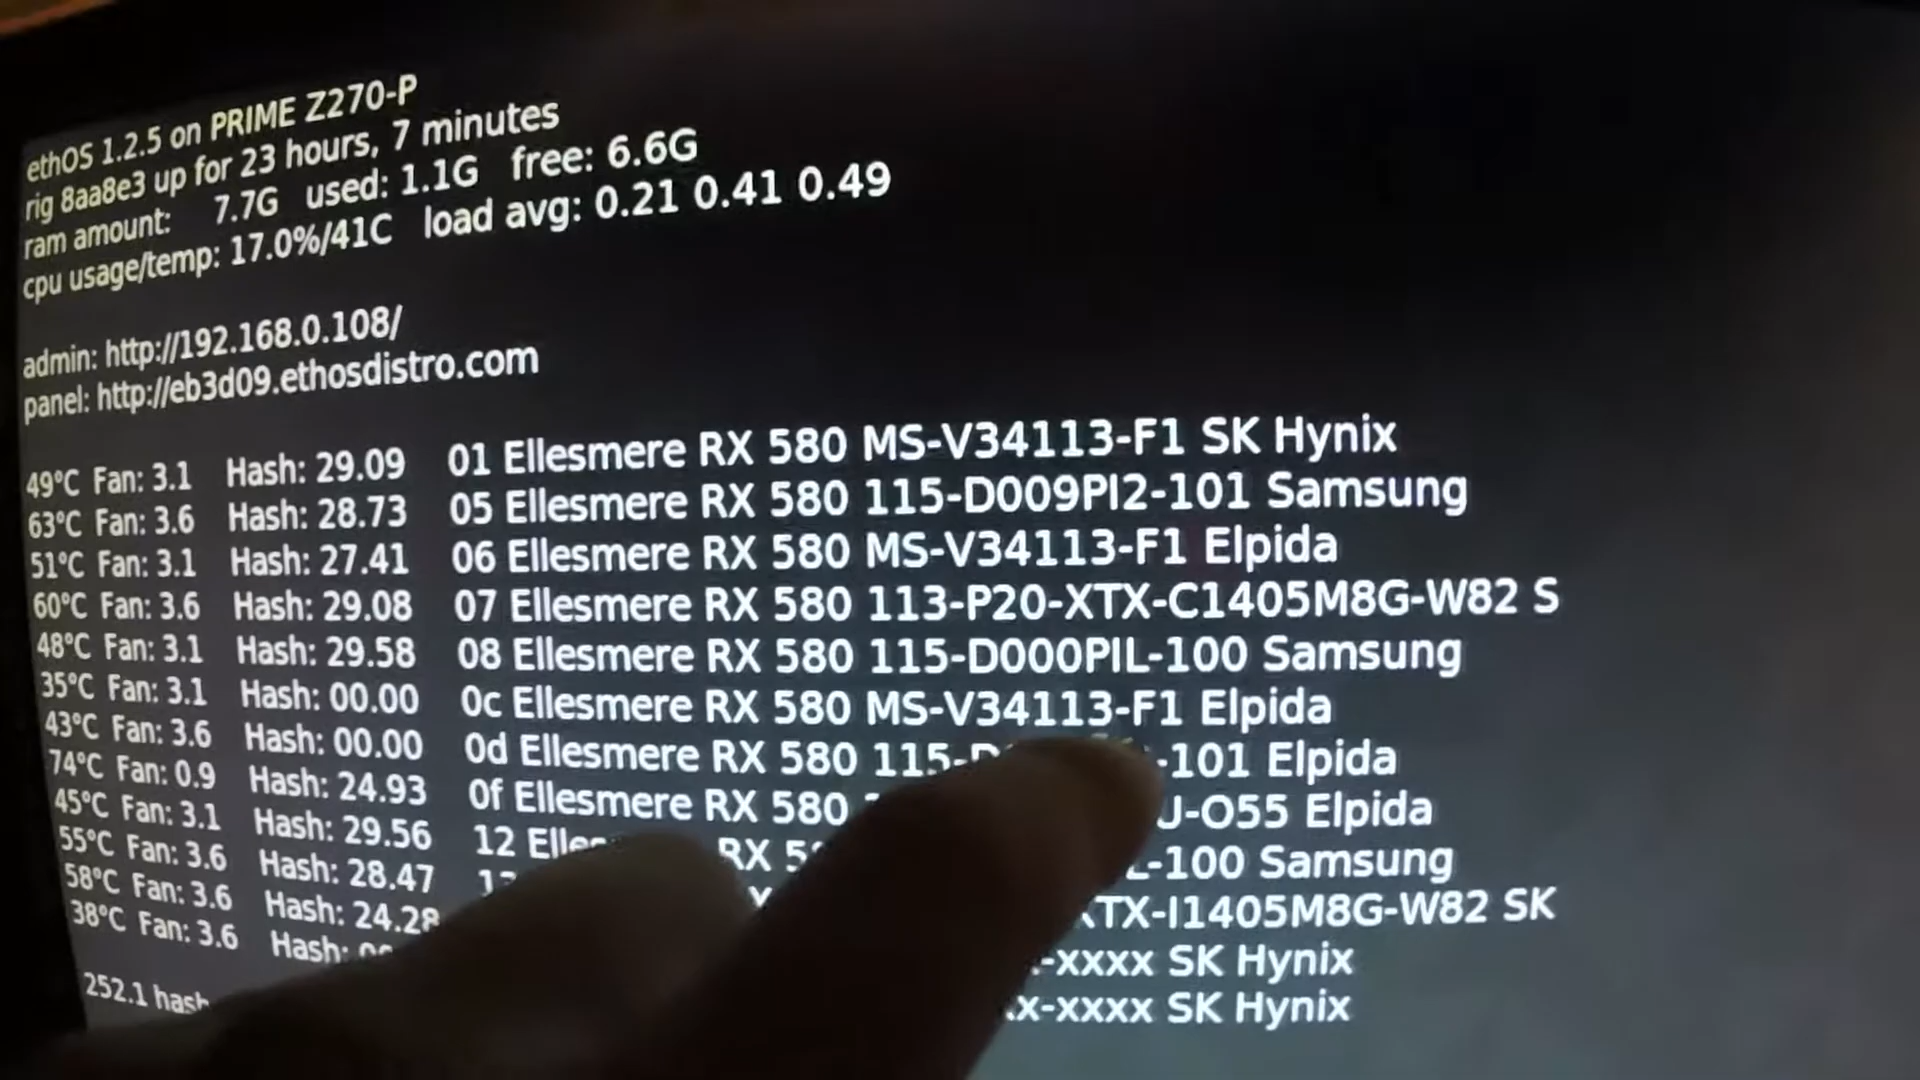 ethOS 1.2.5 on PRIME Z270-P
rig 8aa8e3 up for 23 hours, 7 minutes
ram amount: 7.7G used: 1.1G free: 6.6G
cpu usage/temp: 17.0%/41C load avg: 0.21 0.41 0.49
admin: http://192.168.0.108/
panel: http://eb3d09.ethosdistro.com
49°C Fan: 3.1 Hash: 29.09 01 Ellesmere RX 580 MS-V34113-F1 SK Hynix
63°C Fan: 3.6 Hash: 28.73 05 Ellesmere RX 580 115-D009PI2-101 Samsung
51°C Fan: 3.1 Hash: 27.41 06 Ellesmere RX 580 MS-V34113-F1 Elpida
60°C Fan: 3.6 Hash: 29.08 07 Ellesmere RX 580 113-P20-XTX-C1405M8G-W82 S
48°C Fan: 3.1 Hash: 29.58 08 Ellesmere RX 580 115-D000PIL-100 Samsung
35°C Fan: 3.1 Hash: 00.00 0c Ellesmere RX 580 MS-V34113-F1 Elpida
43°C Fan: 3.6 Hash: 00.00 0d Ellesmere RX 580 Elpida
74°C Fan: 0.9 Hash: 24.93 0f Ellesmere RX 580 Elpida
45°C Fan: 3.1 Hash: 29.56 12 RX Samsung
55°C Fan: 3.6 Hash: 28.47 SK
58°C Fan: 3.6 Hash: 24.28 SK Hynix
38°C Fan: 3.6 Hash: SK Hynix
252.1 hash